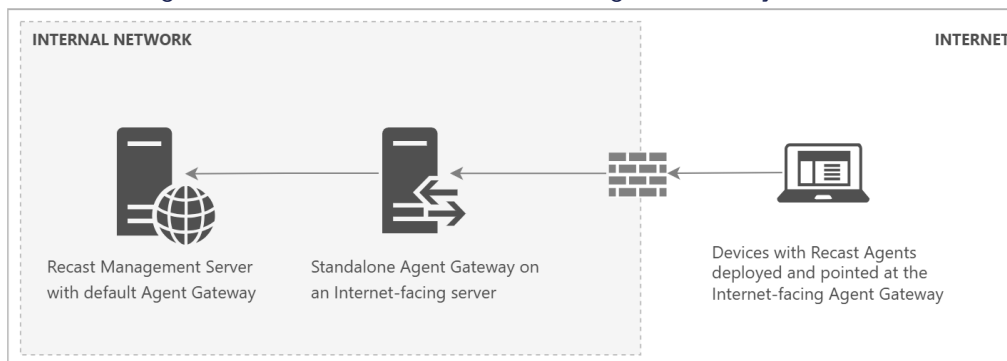 INTERNAL NETWORK
INTERNET
Recast Management Server
with default Agent Gateway
Standalone Agent Gateway on
an Internet-facing server
Devices with Recast Agents
deployed and pointed at the
Internet-facing Agent Gateway